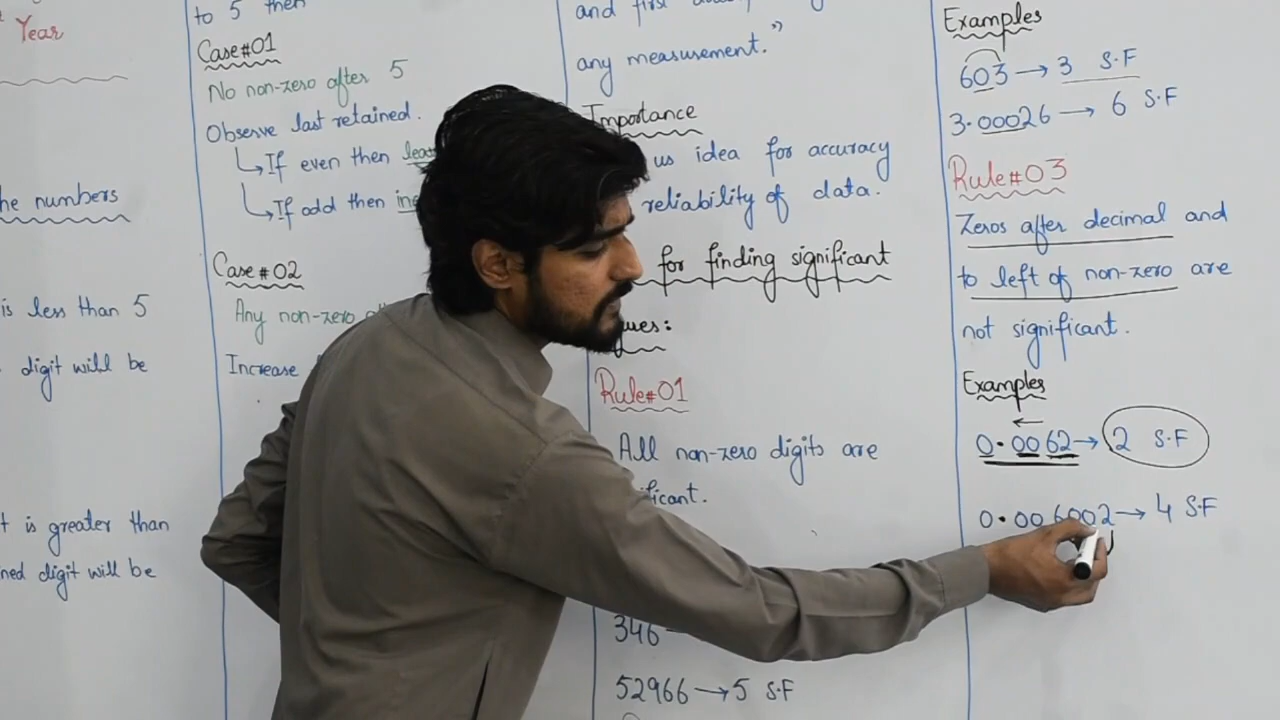 Year
he numbers
is less than 5
digit will be
t is greater than
ned digit will be
to 5 then
Case#01
No non-zero after 5
Observe last retained.
If even then
If odd then
Case # 02
Any non-zero
Increase
and first
any measurement."
Importance
us idea for accuracy
reliability of data.
for finding significant
ues:
Rule#01
All non-zero digits are
ificant.
346
52966 → 5 S.F
Examples
603 → 3 S.F
3.00026 → 6 S.F
Rule#03
Zeros after decimal and
to left of non-zero are
not significant.
Examples
0.0062 → 2 S.F
0.006002 → 4 S.F